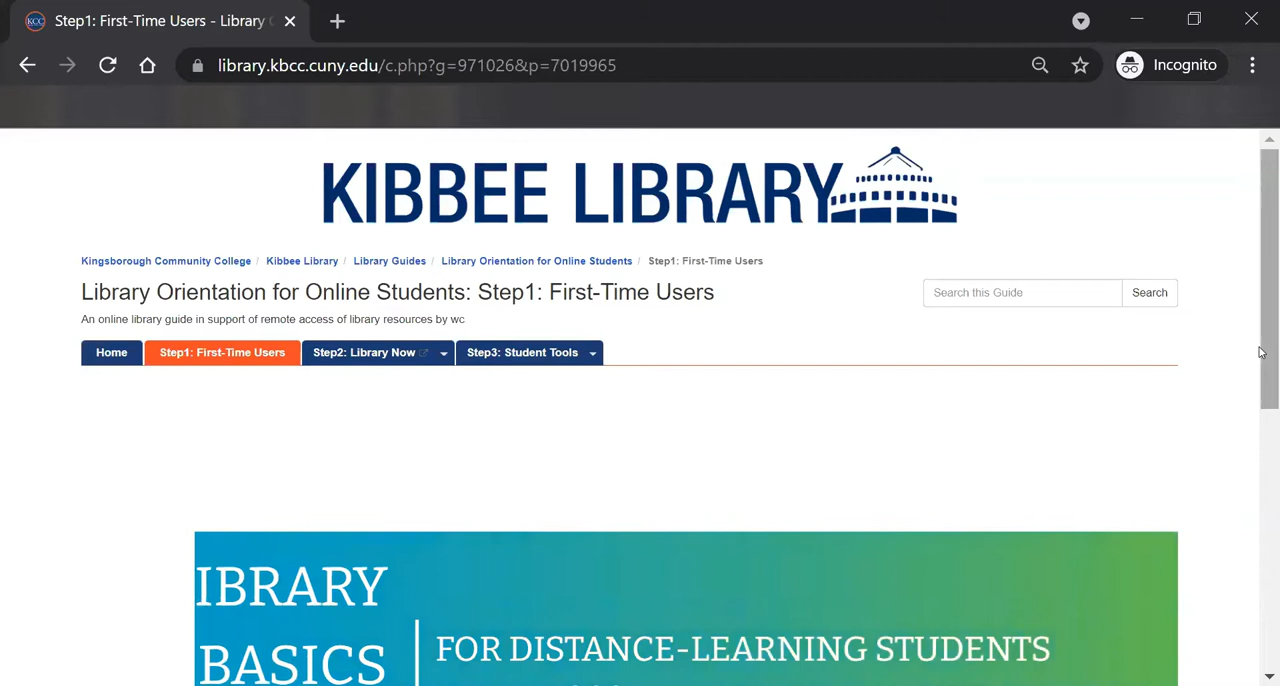 Step1: First-Time Users - Library
library.kbcc.cuny.edu/c.php?g=971026&p=7019965
Incognito
KIBBEE LIBRARY
Kingsborough Community College / Kibbee Library / Library Guides / Library Orientation for Online Students / Step1: First-Time Users
Library Orientation for Online Students: Step1: First-Time Users
Search this Guide
Search
An online library guide in support of remote access of library resources by wc
Home
Step1: First-Time Users
Step2: Library Now
Step3: Student Tools
IBRARY
BASICS
FOR DISTANCE-LEARNING STUDENTS